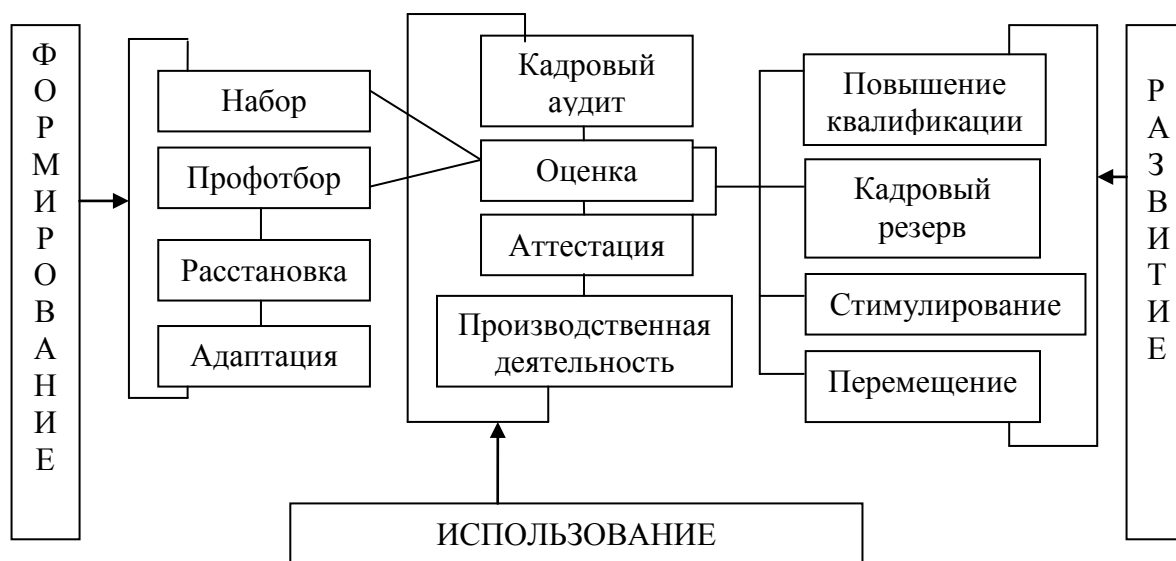 ФОРМИРОВАНИЕ
Набор
Профотбор
Расстановка
Адаптация
Кадровый
аудит
Оценка
Аттестация
Производственная
деятельность
Повышение
квалификации
Кадровый
резерв
Стимулирование
Перемещение
РАЗВИТИЕ
ИСПОЛЬЗОВАНИЕ